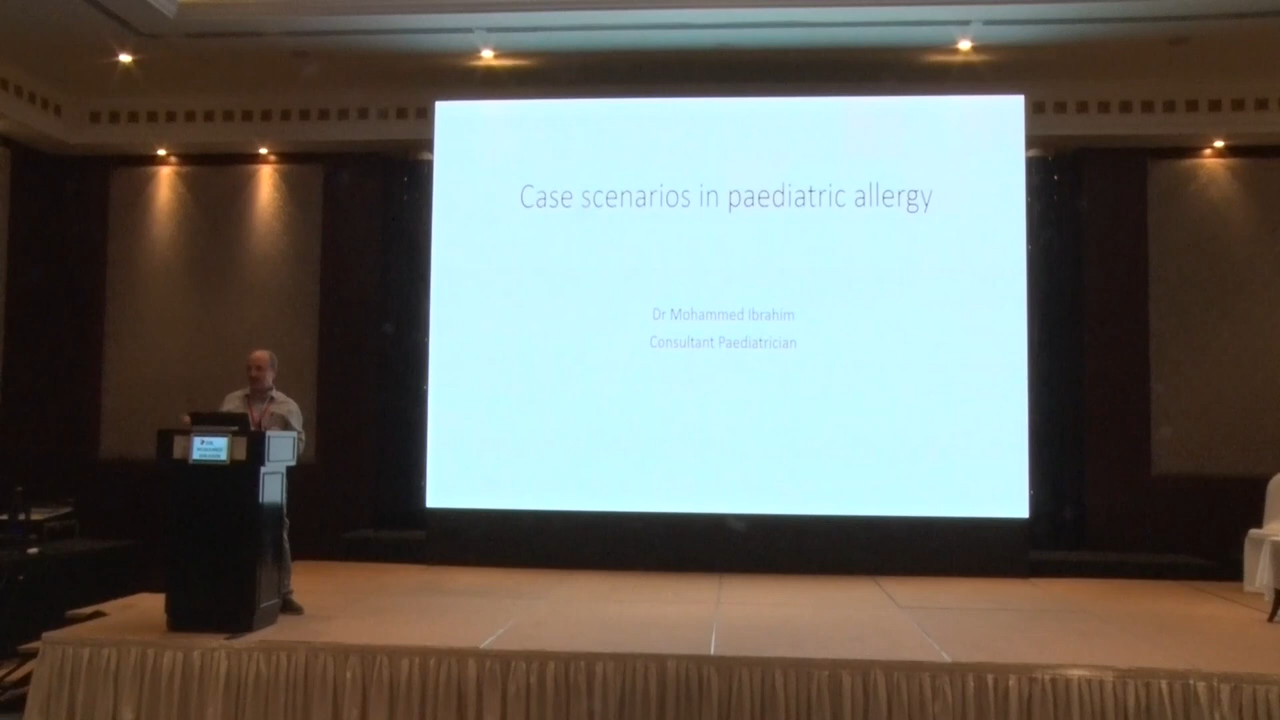 Case scenarios in paediatric allergy
Dr Mohammed Ibrahim
Consultant Paediatrician